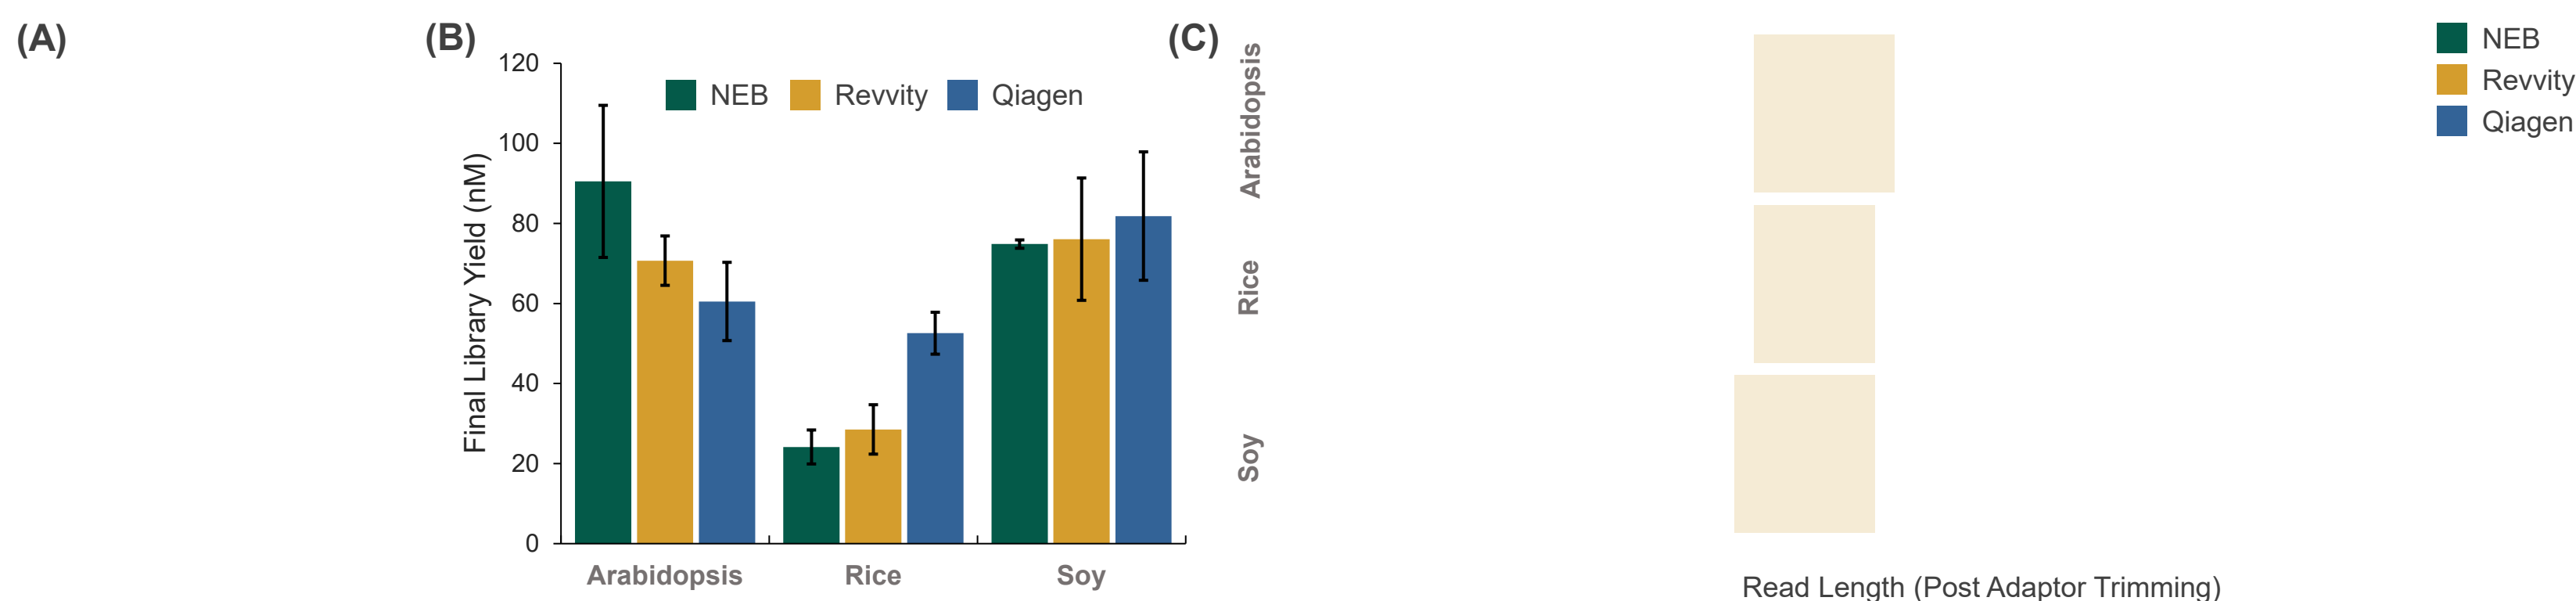 (A)
(B)
Final Library Yield (nM)
120
100
80
60
40
20
0
NEB
Revvity
Qiagen
Arabidopsis
Rice
Soy
(C)
Arabidopsis
Rice
Soy
Read Length (Post Adaptor Trimming)
NEB
Revvity
Qiagen